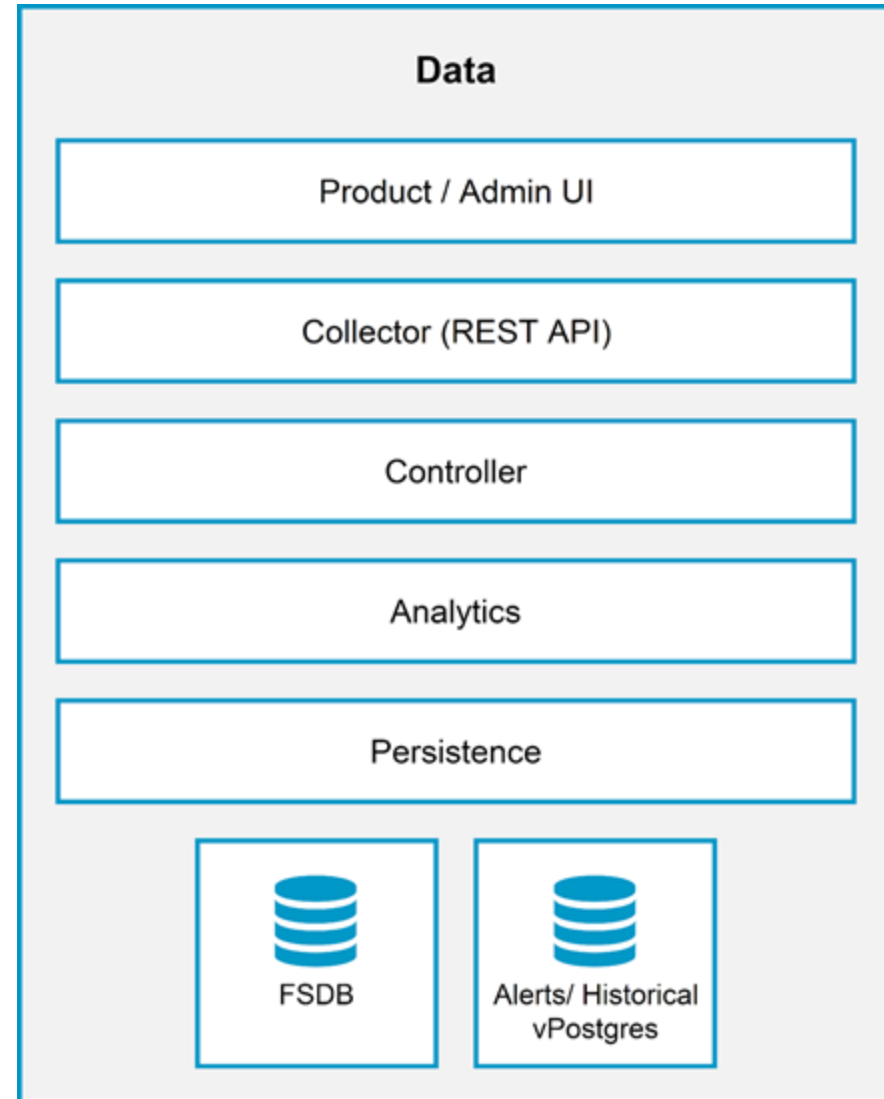 Data
Product / Admin UI
Collector (REST API)
Controller
Analytics
Persistence
FSDB
Alerts/ Historical
vPostgres